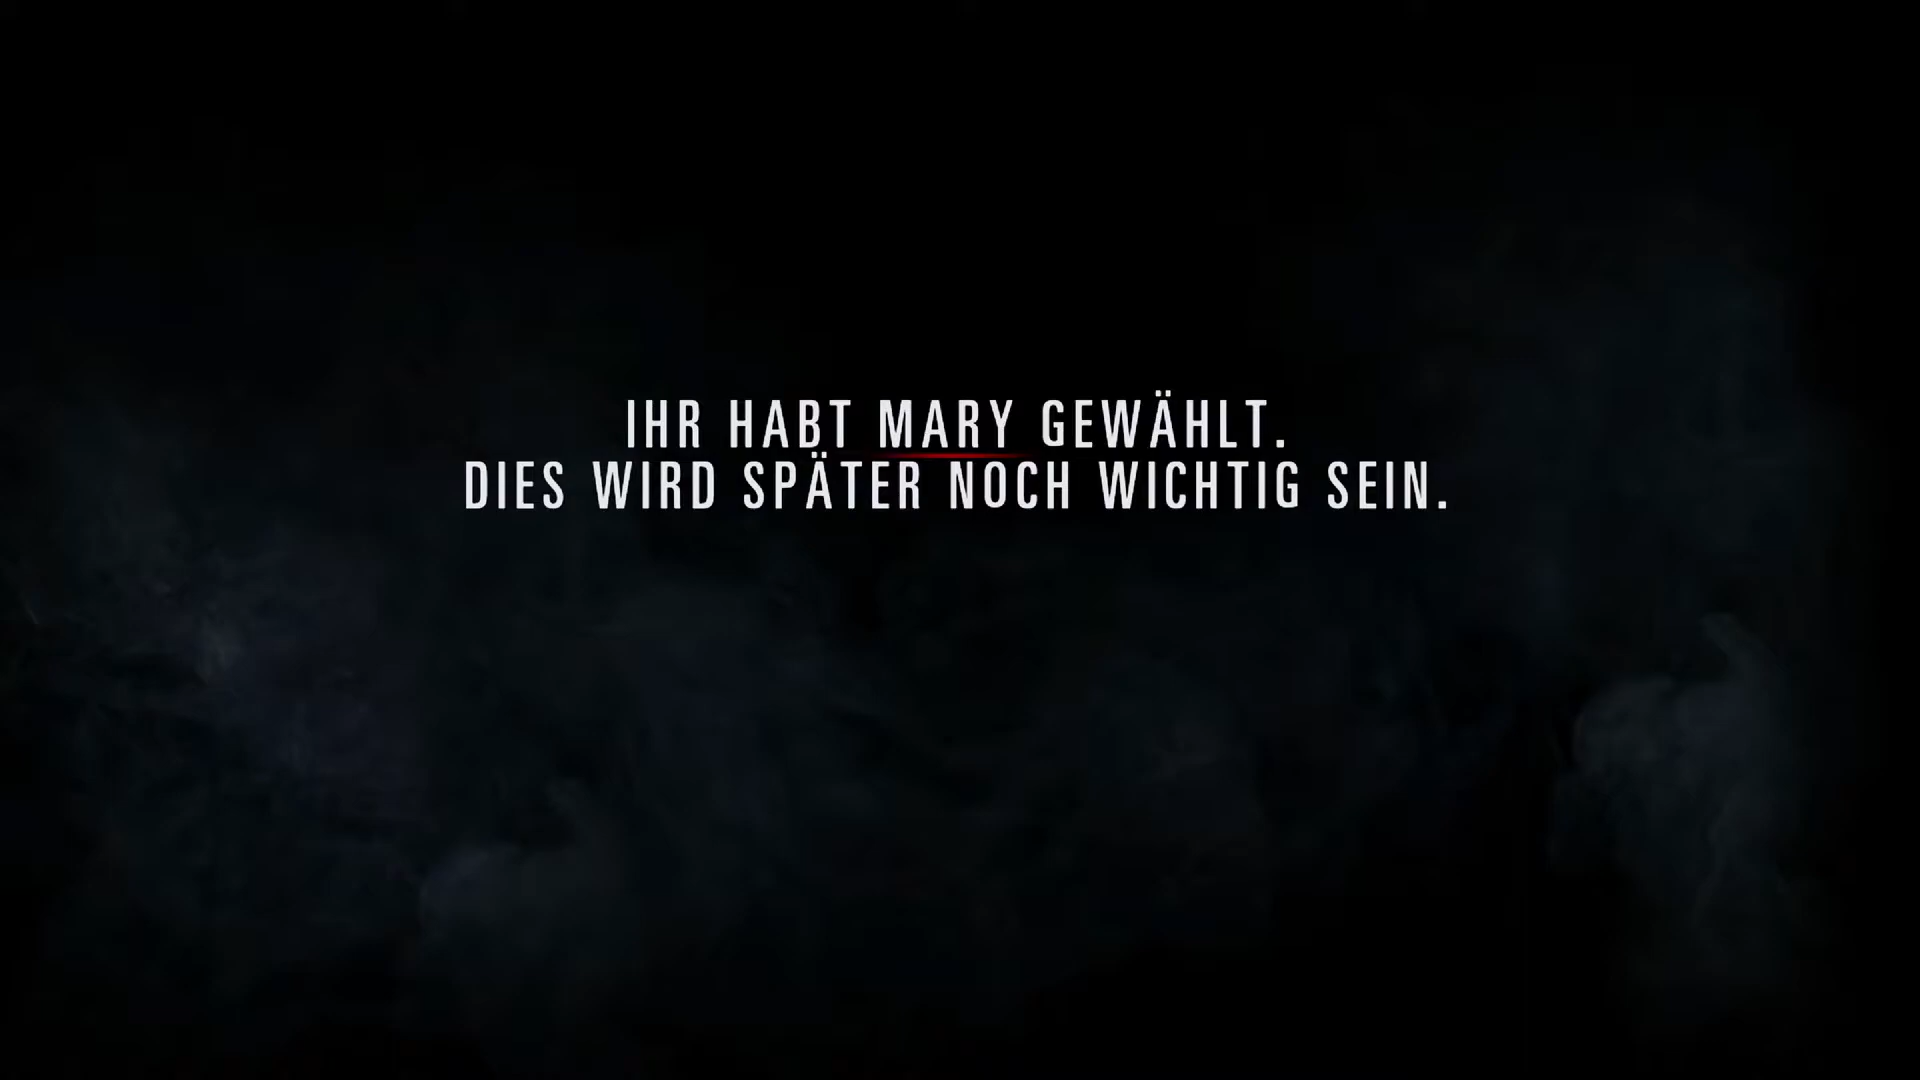 IHR HABT MARY GEWÄHLT.
DIES WIRD SPÄTER NOCH WICHTIG SEIN.